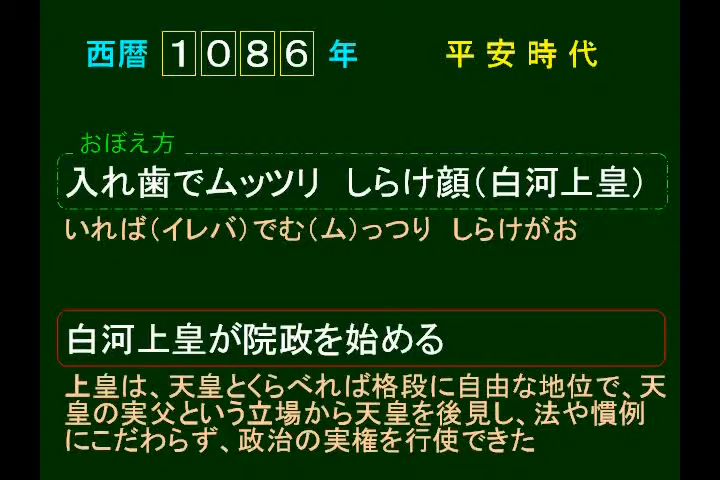 西暦 1086年 平安時代
おぼえ方
入れ歯でムッツリ しらけ顔(白河上皇)
いれば(イレバ)でむ(ム)っつり しらけがお
白河上皇が院政を始める
上皇は、天皇とくらべれば格段に自由な地位で、天
皇の実父という立場から天皇を後見し、法や慣例
にこだわらず、政治の実権を行使できた